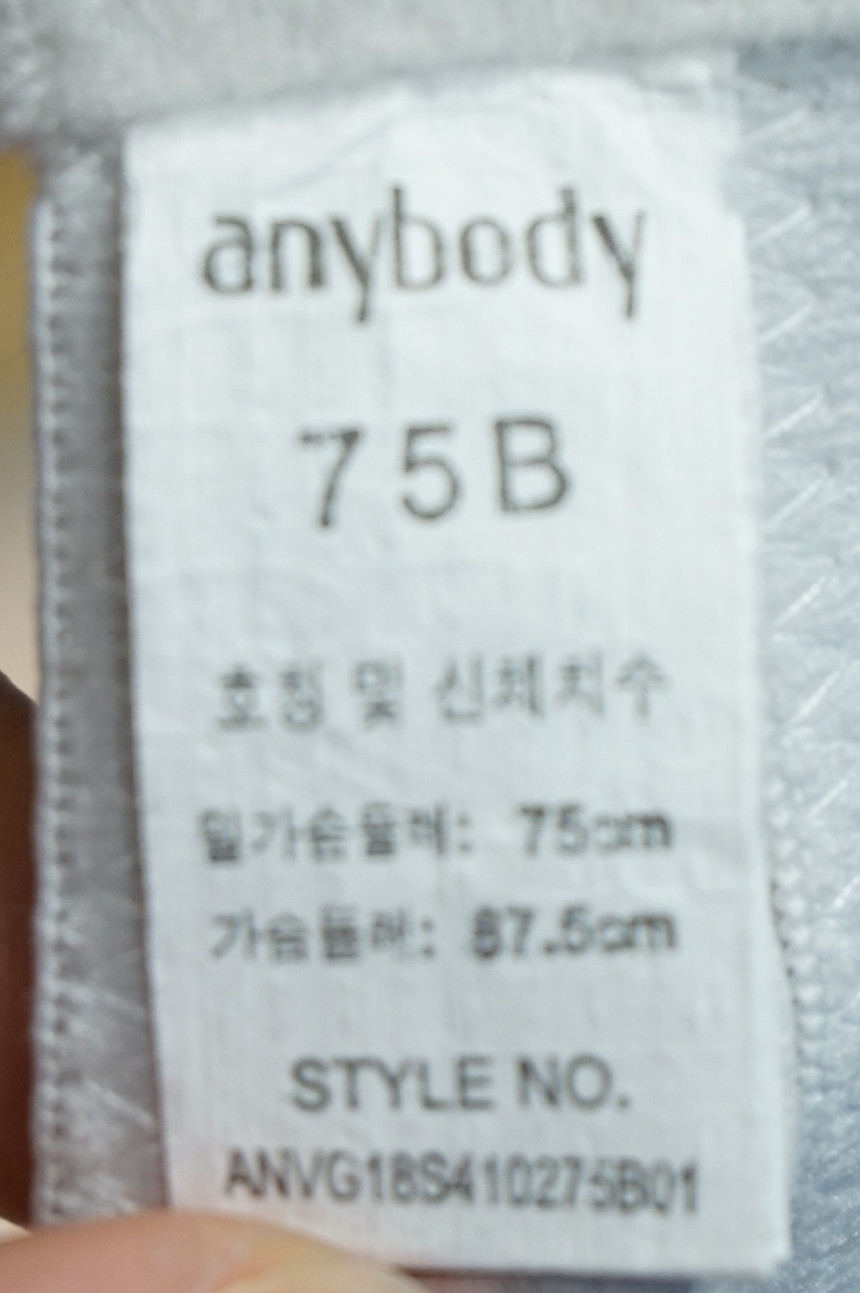 anybody
75B
호칭 및 신체치수
밑가슴둘레: 75cm
가슴둘레: 87.5cm
STYLE NO.
ANVG18S410275B01